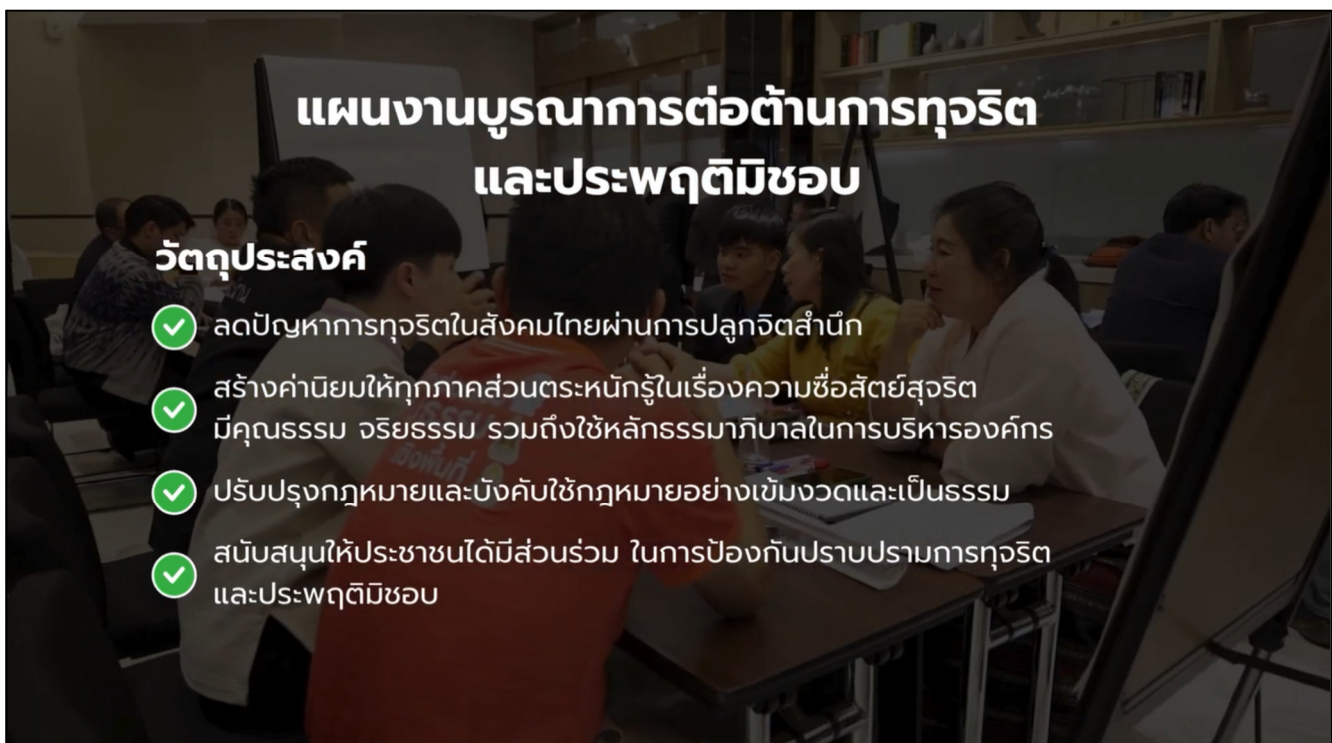 แผนงานบูรณาการต่อต้านการทุจริต
และประพฤติมิชอบ
วัตถุประสงค์
ลดปัญหาการทุจริตในสังคมไทยผ่านการปลูกจิตสำนึก
สร้างค่านิยมให้ทุกภาคส่วนตระหนักรู้ในเรื่องความซื่อสัตย์สุจริต
มีคุณธรรม จริยธรรม รวมถึงใช้หลักธรรมาภิบาลในการบริหารองค์กร
ปรับปรุงกฎหมายและบังคับใช้กฎหมายอย่างเข้มงวดและเป็นธรรม
สนับสนุนให้ประชาชนได้มีส่วนร่วม ในการป้องกันปราบปรามการทุจริต
และประพฤติมิชอบ